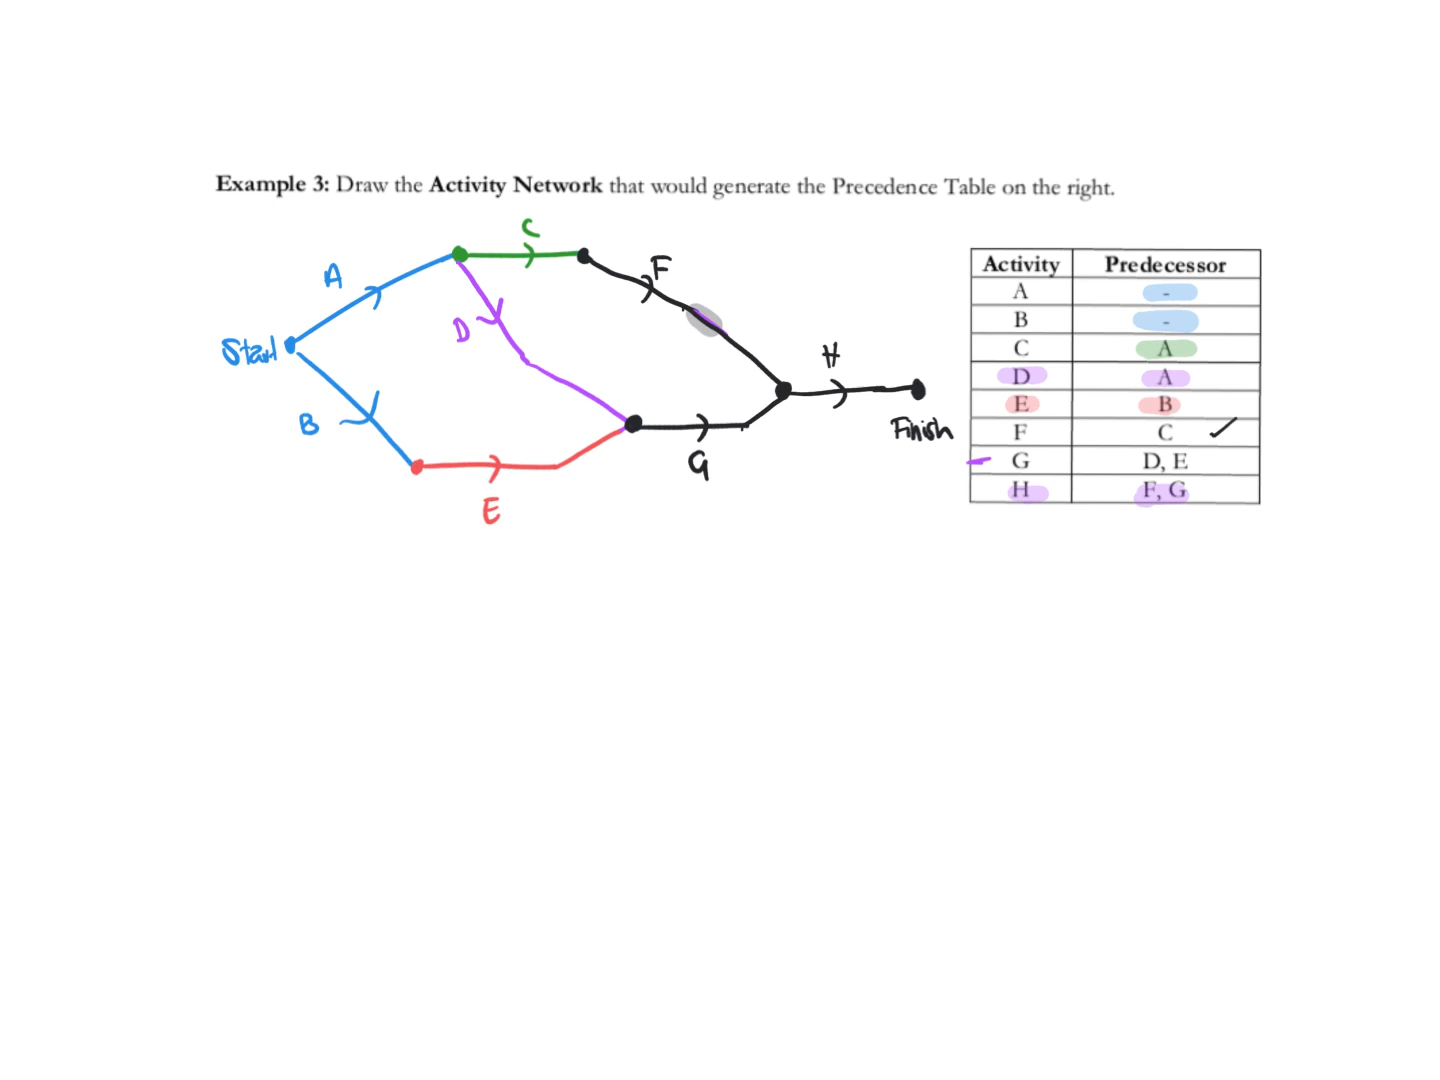 Example 3: Draw the Activity Network that would generate the Precedence Table on the right.
C
A
F
D
Start
B
H
G
E
Finish
Activity Predecessor
A -
B -
C A
D A
E B
F C
G D, E
H F, G